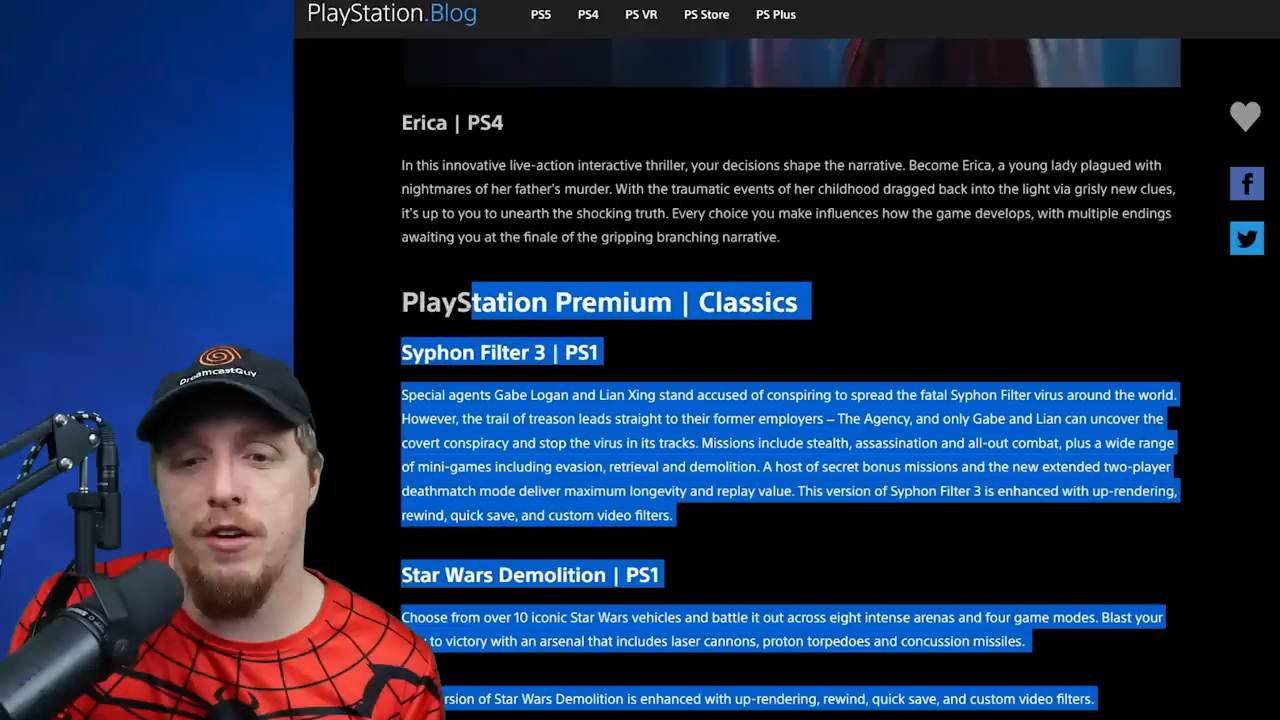 PlayStation.Blog PS5 PS4 PS VR PS Store PS Plus
Erica | PS4
In this innovative live-action interactive thriller, your decisions shape the narrative. Become Erica, a young lady plagued with
nightmares of her father's murder. With the traumatic events of her childhood dragged back into the light via grisly new clues,
it's up to you to unearth the shocking truth. Every choice you make influences how the game develops, with multiple endings
awaiting you at the finale of the gripping branching narrative.
PlayStation Premium | Classics
Syphon Filter 3 | PS1
Special agents Gabe Logan and Lian Xing stand accused of conspiring to spread the fatal Syphon Filter virus around the world.
However, the trail of treason leads straight to their former employers – The Agency, and only Gabe and Lian can uncover the
covert conspiracy and stop the virus in its tracks. Missions include stealth, assassination and all-out combat, plus a wide range
of mini-games including evasion, retrieval and demolition. A host of secret bonus missions and the new extended two-player
deathmatch mode deliver maximum longevity and replay value. This version of Syphon Filter 3 is enhanced with up-rendering,
rewind, quick save, and custom video filters.
DreamcastGuy
Star Wars Demolition | PS1
Choose from over 10 iconic Star Wars vehicles and battle it out across eight intense arenas and four game modes. Blast your
to victory with an arsenal that includes laser cannons, proton torpedoes and concussion missiles.
of Star Wars Demolition is enhanced with up-rendering, rewind, quick save, and custom video filters.